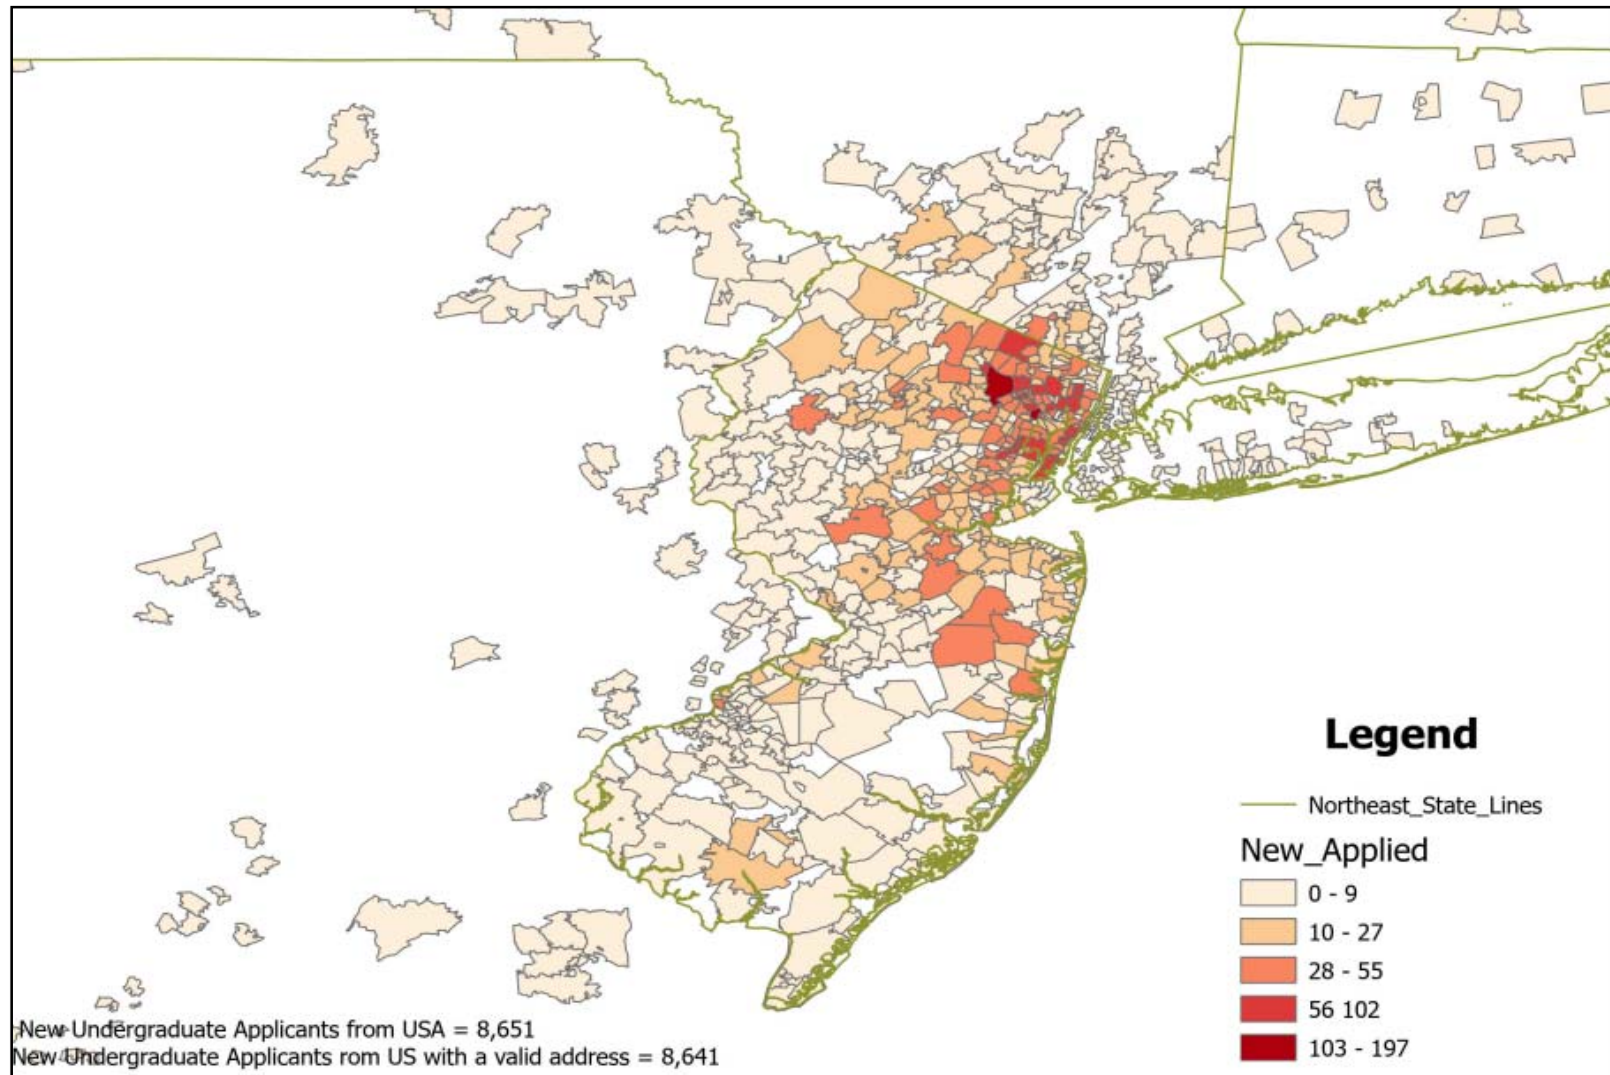 Legend
Northeast_State_Lines
New_Applied
0 - 9
10 - 27
28 - 55
56 102
103 - 197
New Undergraduate Applicants from USA = 8,651
New Undergraduate Applicants rom US with a valid address = 8,641